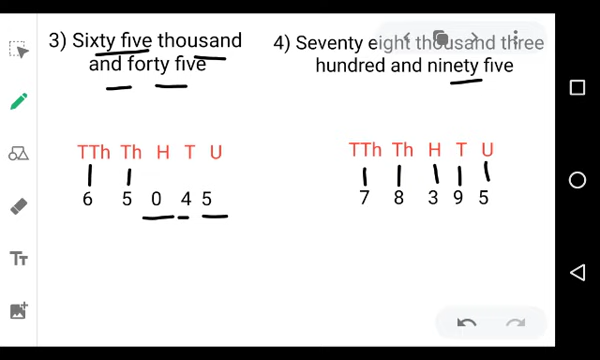 3) Sixty five thousand
and forty five
4) Seventy eight thousand three
hundred and ninety five
TTh Th H T U
6 5 0 4 5
TTh Th H T U
7 8 3 9 5
Tт